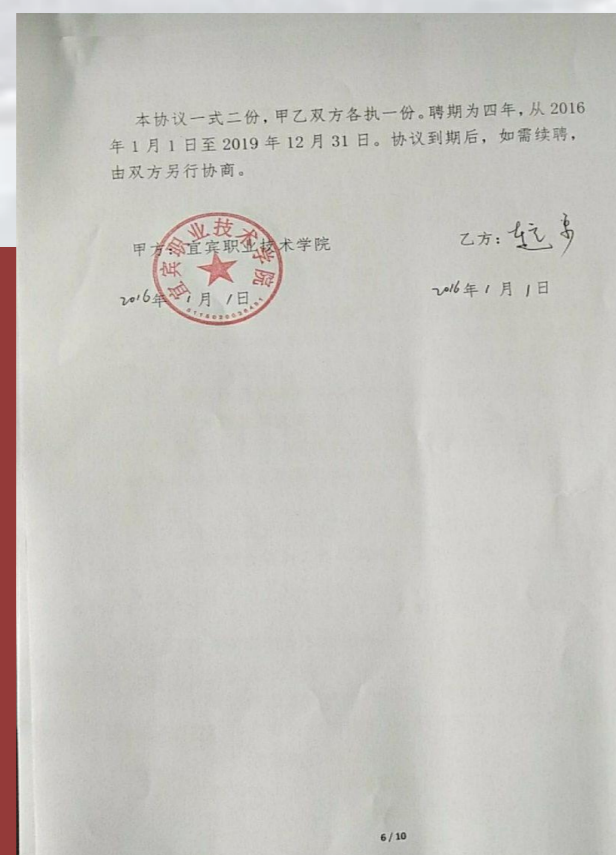 本协议一式二份，甲乙双方各执一份。聘期为四年，从 2016
年 1 月 1 日至 2019 年 12 月 31 日。协议到期后，如需续聘，
由双方另行协商。
甲方：宜宾职业技术学院
乙方：
宜宾职业技术学院
2016年 1 月 1日
2016 年 1 月 1 日
6 / 10